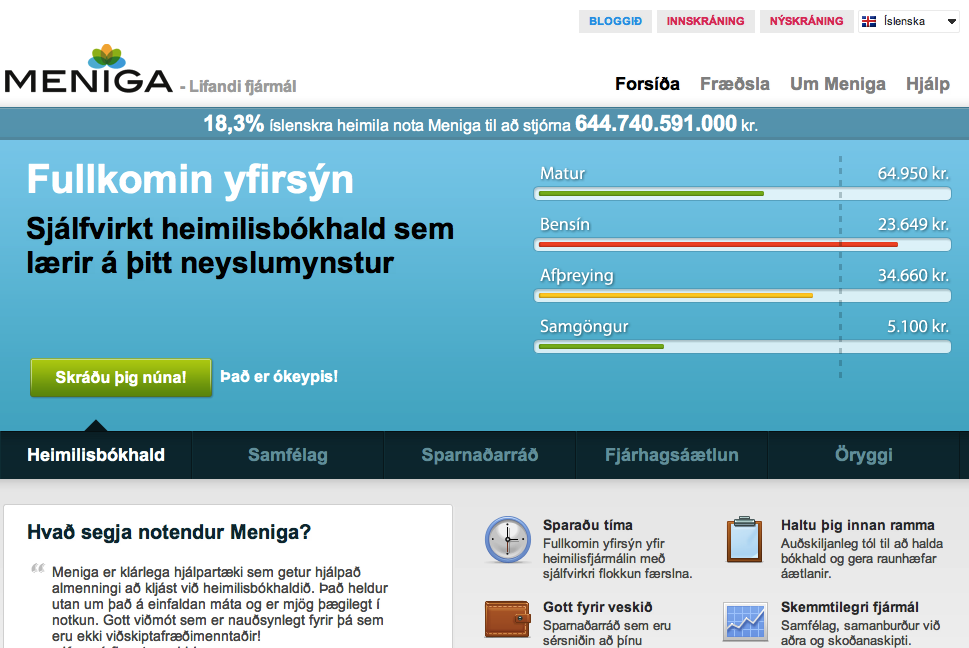 BLOGGIÐ INNSKRÁNING NÝSKRÁNING Íslenska
MENIGA - Lifandi fjármál
Forsíða Fræðsla Um Meniga Hjálp
18,3% íslenskra heimila nota Meniga til að stjórna 644.740.591.000 kr.
Fullkomin yfirsýn
Sjálfvirkt heimilisbókhald sem
lærir á þitt neyslumynstur
Skráðu þig núna! Það er ókeypis!
Matur 64.950 kr.
Bensín 23.649 kr.
Afþreying 34.660 kr.
Samgöngur 5.100 kr.
Heimilisbókhald Samfélag Sparnaðarráð Fjárhagsáætlun Öryggi
Hvað segja notendur Meniga?
“ Meniga er klárlega hjálpartæki sem getur hjálpað
almenningi að kljást við heimilisbókhaldið. Það heldur
utan um það á einfaldan máta og er mjög þægilegt í
notkun. Gott viðmót sem er nauðsynlegt fyrir þá sem
eru ekki viðskiptafræðimenntaðir!
Sparaðu tíma
Fullkomin yfirsýn yfir
heimilisfjármálin með
sjálfvirkri flokkun færslna.
Haltu þig innan ramma
Auðskiljanleg tól til að halda
bókhald og gera raunhæfar
áætlanir.
Gott fyrir veskið
Sparnaðarráð sem eru
sérsniðin að þínu
Skemmtilegri fjármál
Samfélag, samanburður við
aðra og skoðanaskipti.